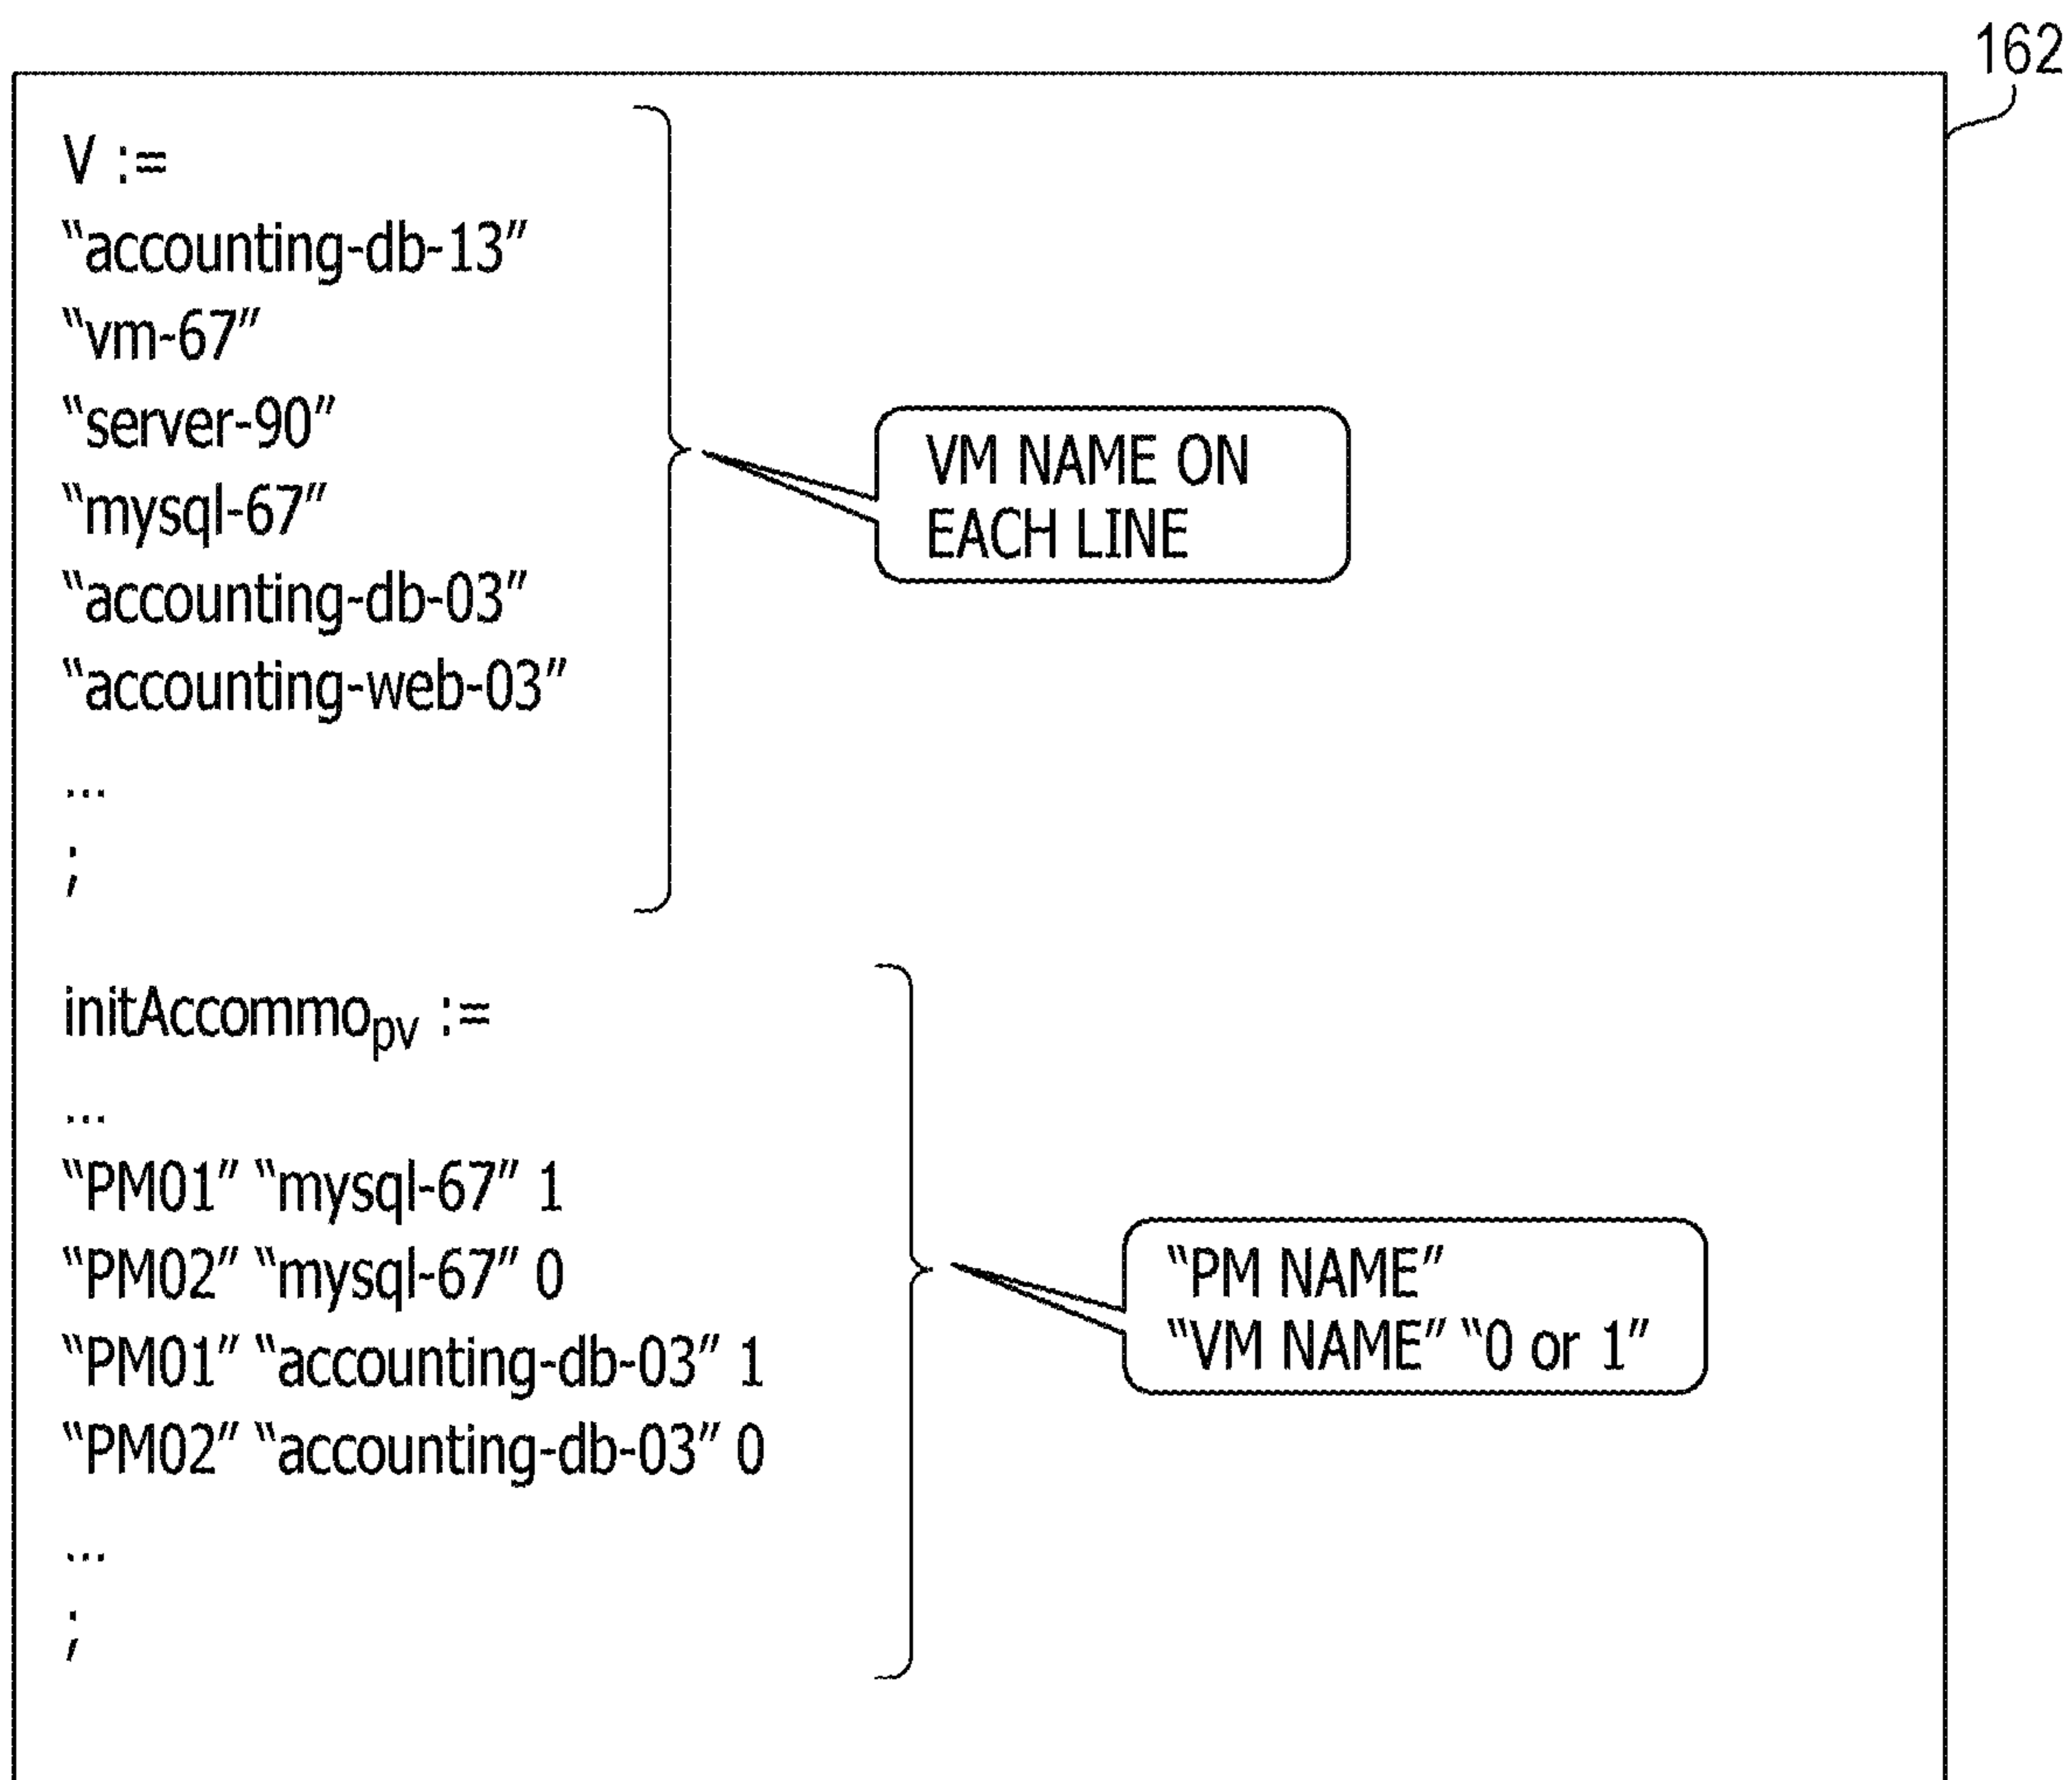 162
V :=
“accounting-db-13”
“vm-67”
“server-90”
“mysql-67”
“accounting-db-03”
“accounting-web-03”
...
;
VM NAME ON
EACH LINE
initAccommopv :=
...
“PM01” “mysql-67” 1
“PM02” “mysql-67” 0
“PM01” “accounting-db-03” 1
“PM02” “accounting-db-03” 0
...
;
“PM NAME”
“VM NAME” “0 or 1”